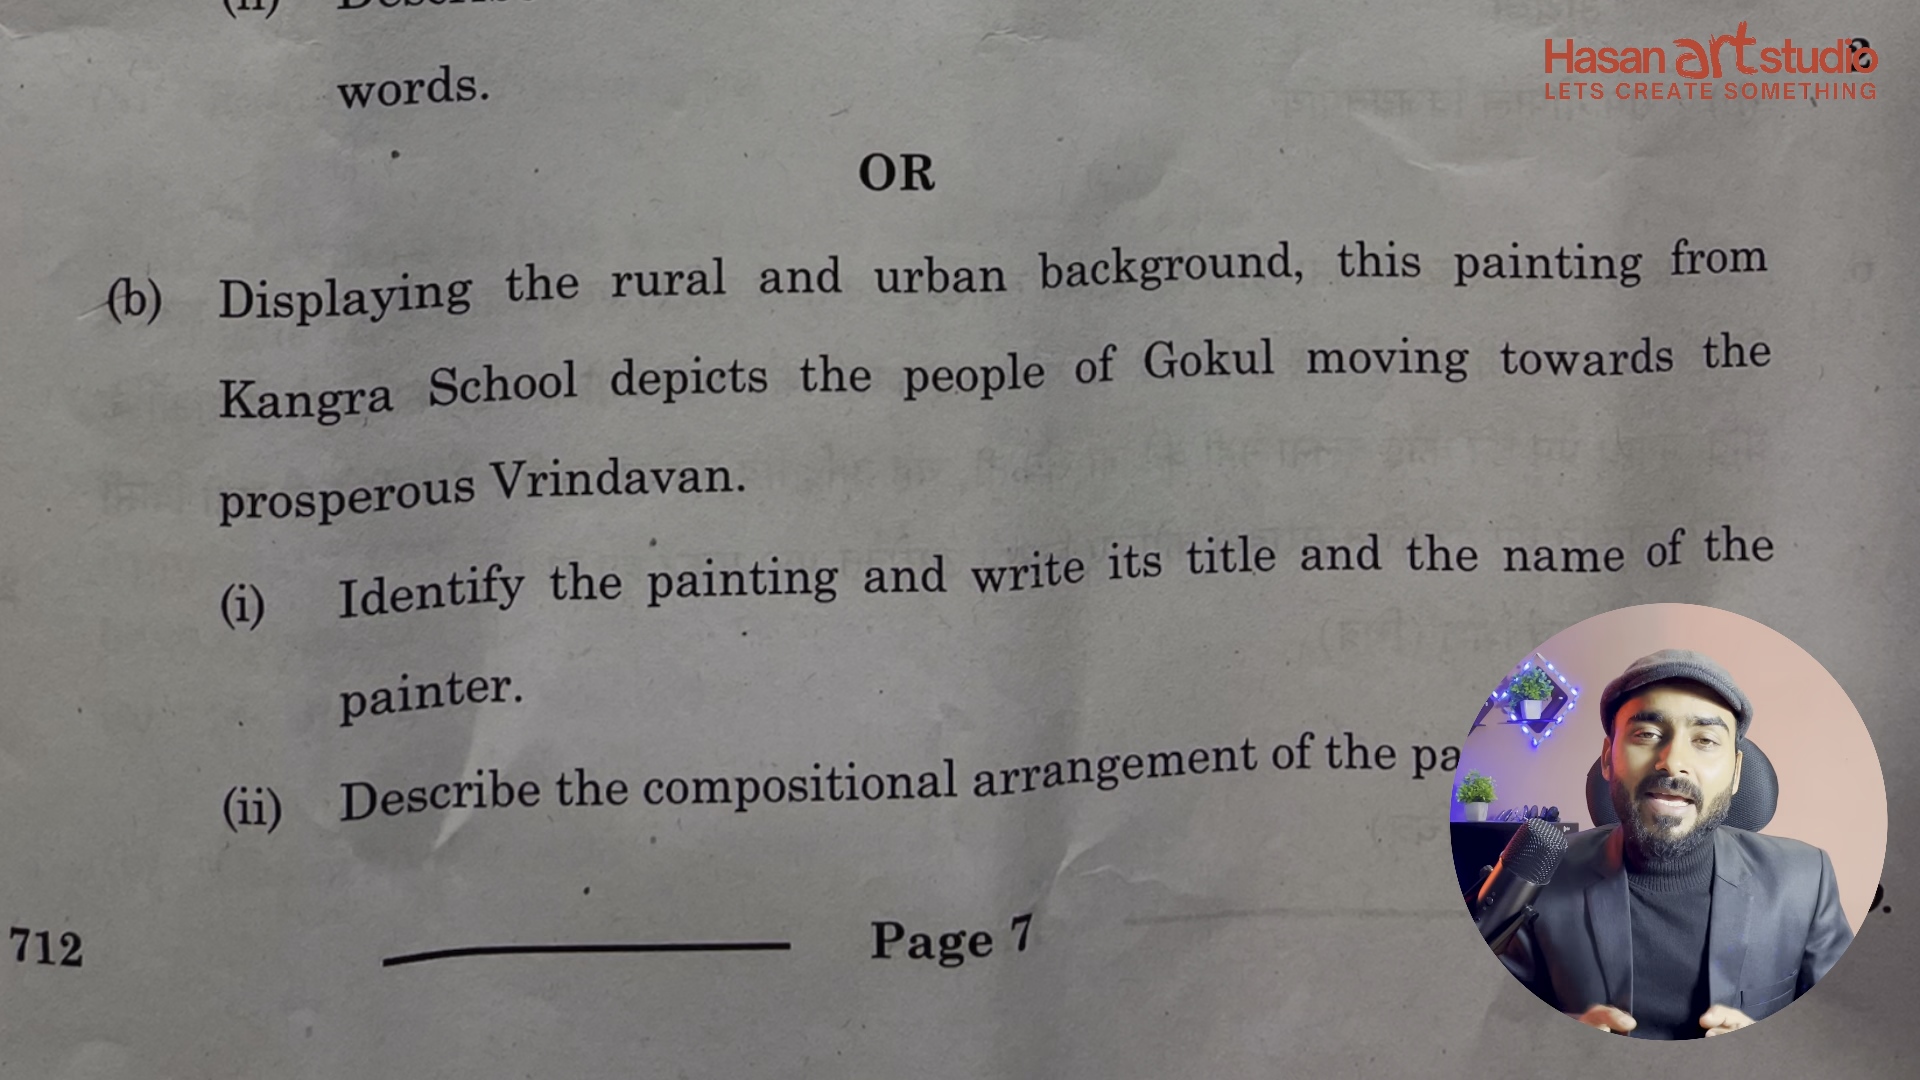 words.
Hasan art studio
LETS CREATE SOMETHING
OR
(b) Displaying the rural and urban background, this painting from
Kangra School depicts the people of Gokul moving towards the
prosperous Vrindavan.
(i) Identify the painting and write its title and the name of the
painter.
(ii) Describe the compositional arrangement of the
712 Page 7